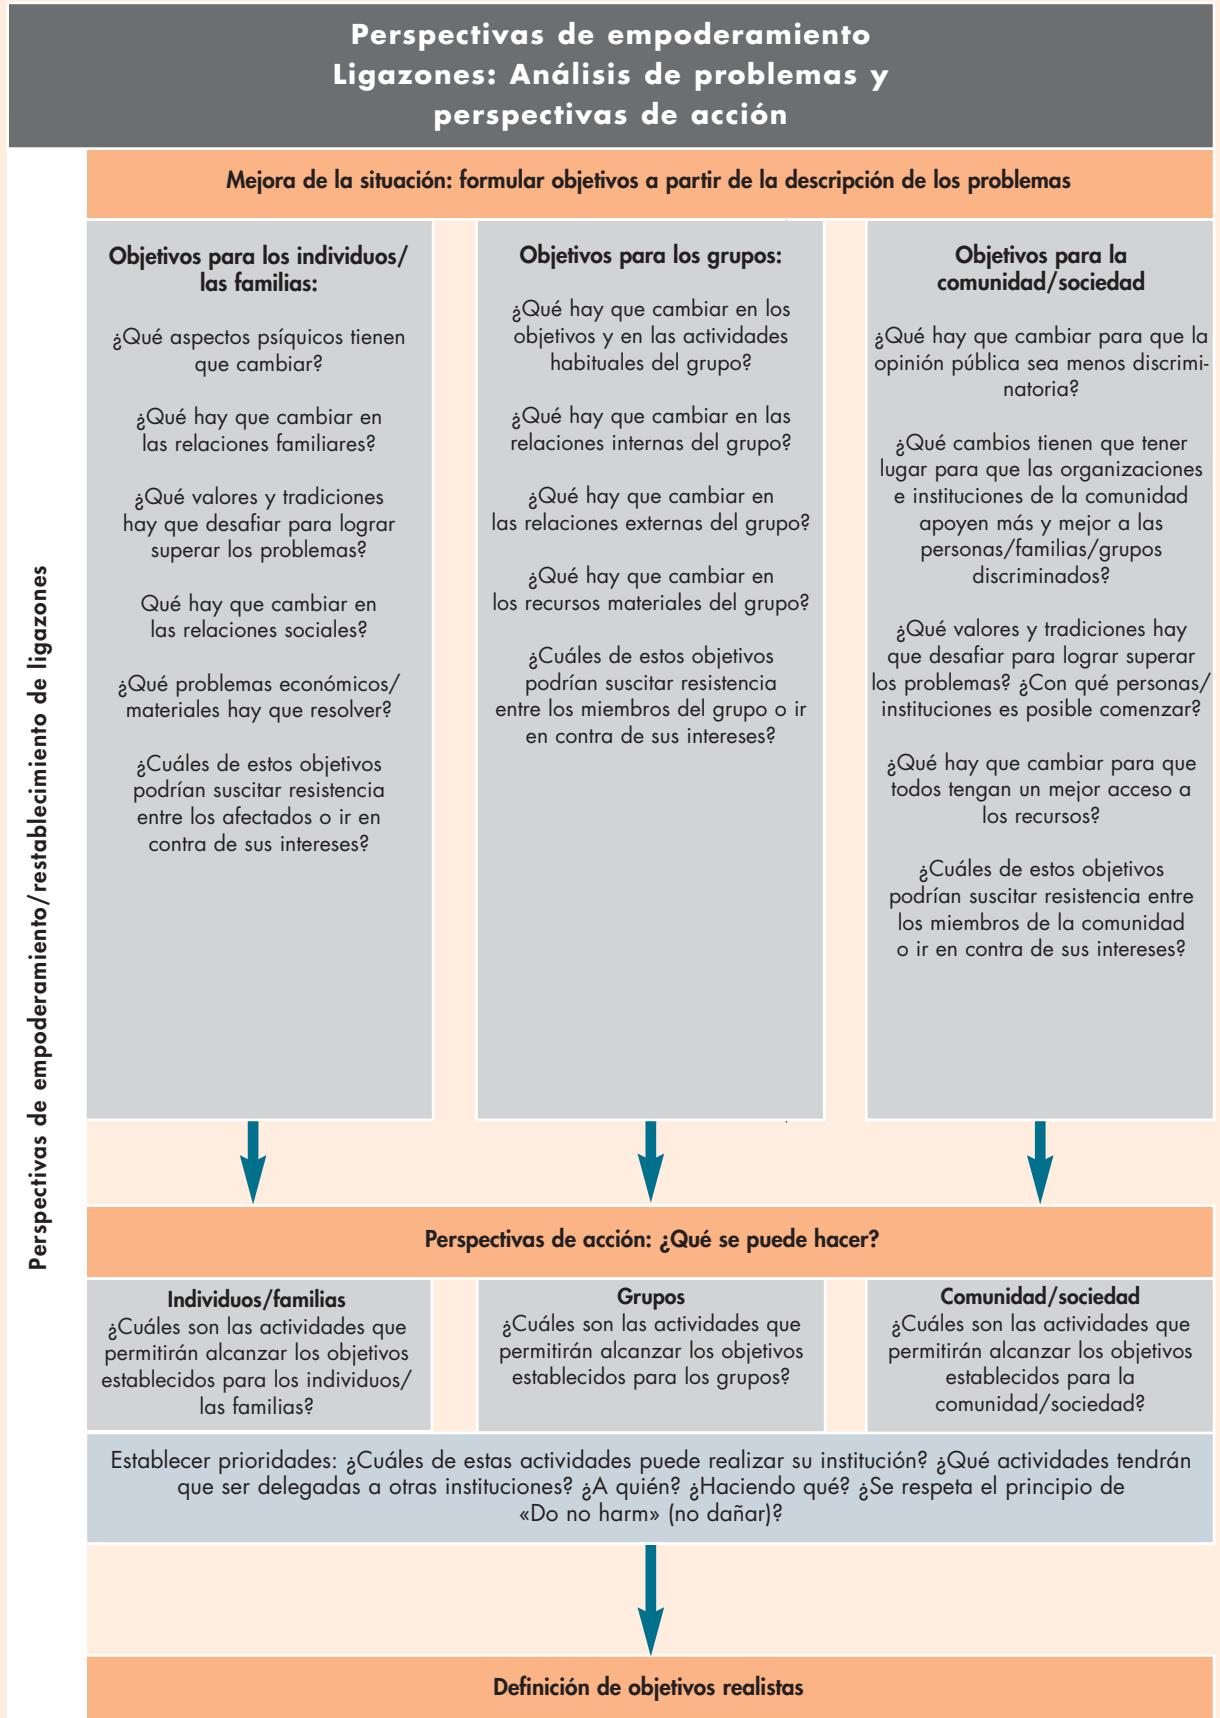 Perspectivas de empoderamiento
Ligazones: Análisis de problemas y
perspectivas de acción
Perspectivas de empoderamiento/restablecimiento de ligazones
Mejora de la situación: formular objetivos a partir de la descripción de los problemas
Objetivos para los individuos/
las familias:
¿Qué aspectos psíquicos tienen
que cambiar?
¿Qué hay que cambiar en
las relaciones familiares?
¿Qué valores y tradiciones
hay que desafiar para lograr
superar los problemas?
Qué hay que cambiar en
las relaciones sociales?
¿Qué problemas económicos/
materiales hay que resolver?
¿Cuáles de estos objetivos
podrían suscitar resistencia
entre los afectados o ir en
contra de sus intereses?
Objetivos para los grupos:
¿Qué hay que cambiar en los
objetivos y en las actividades
habituales del grupo?
¿Qué hay que cambiar en las
relaciones internas del grupo?
¿Qué hay que cambiar en
las relaciones externas del grupo?
¿Qué hay que cambiar en
los recursos materiales del grupo?
¿Cuáles de estos objetivos
podrían suscitar resistencia
entre los miembros del grupo o ir
en contra de sus intereses?
Objetivos para la
comunidad/sociedad
¿Qué hay que cambiar para que la
opinión pública sea menos discrimi-
natoria?
¿Qué cambios tienen que tener
lugar para que las organizaciones
e instituciones de la comunidad
apoyen más y mejor a las
personas/familias/grupos
discriminados?
¿Qué valores y tradiciones hay
que desafiar para lograr superar
los problemas? ¿Con qué personas/
instituciones es posible comenzar?
¿Qué hay que cambiar para que
todos tengan un mejor acceso a
los recursos?
¿Cuáles de estos objetivos
podrían suscitar resistencia entre
los miembros de la comunidad
o ir en contra de sus intereses?
Perspectivas de acción: ¿Qué se puede hacer?
Individuos/familias
¿Cuáles son las actividades que
permitirán alcanzar los objetivos
establecidos para los individuos/
las familias?
Grupos
¿Cuáles son las actividades que
permitirán alcanzar los objetivos
establecidos para los grupos?
Comunidad/sociedad
¿Cuáles son las actividades que
permitirán alcanzar los objetivos
establecidos para la
comunidad/sociedad?
Establecer prioridades: ¿Cuáles de estas actividades puede realizar su institución? ¿Qué actividades tendrán
que ser delegadas a otras instituciones? ¿A quién? ¿Haciendo qué? ¿Se respeta el principio de
«Do no harm» (no dañar)?
Definición de objetivos realistas